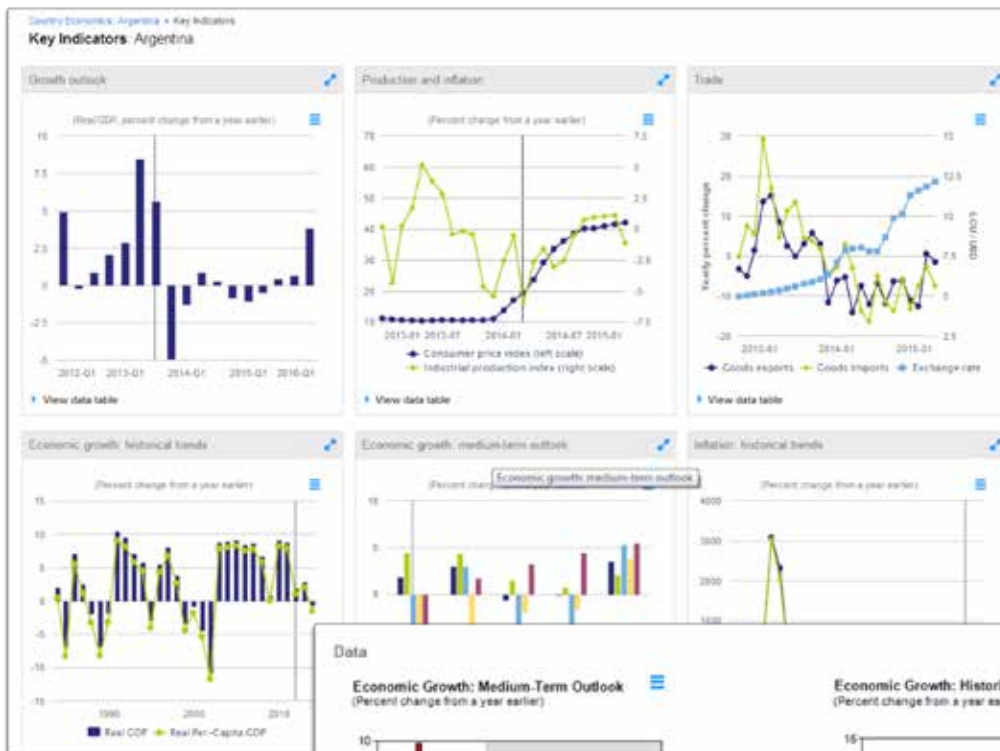 Country Economics: Argentina › Key Indicators
Key Indicators: Argentina
Growth outlook
(Real GDP, percent change from a year earlier)
10
7.5
5
2.5
0
-2.5
-5
2012-Q1 2013-Q1 2014-Q1 2015-Q1 2016-Q1
View data table
Production and inflation
(Percent change from a year earlier)
70 7.5
60 5
50 2.5
40 0
30 -2.5
20 -5
10 -7.5
2013-01 2013-07 2014-01 2014-07 2015-01
Consumer price index (left scale)
Industrial production index (right scale)
View data table
Trade
Yearly percent change
LCU / USD
15
12.5
10
7.5
5
2.5
-10
-20
2014-01 2015-01
Goods exports Goods imports Exchange rate
View data table
Economic growth: historical trends
(Percent change from a year earlier)
15
10
5
0
-5
-10
-15
1990 2000 2010
Real GDP Real Per-Capita GDP
Economic growth: medium-term outlook
(Percent chang
Economic growth: medium-term outlook
10
5
0
Inflation: historical trends
(Percent change from a year earlier)
4000
3000
2000
1000
Data
Economic Growth: Medium-Term Outlook
(Percent change from a year earlier)
10
Economic Growth: Histori
(Percent change from a year ea
15